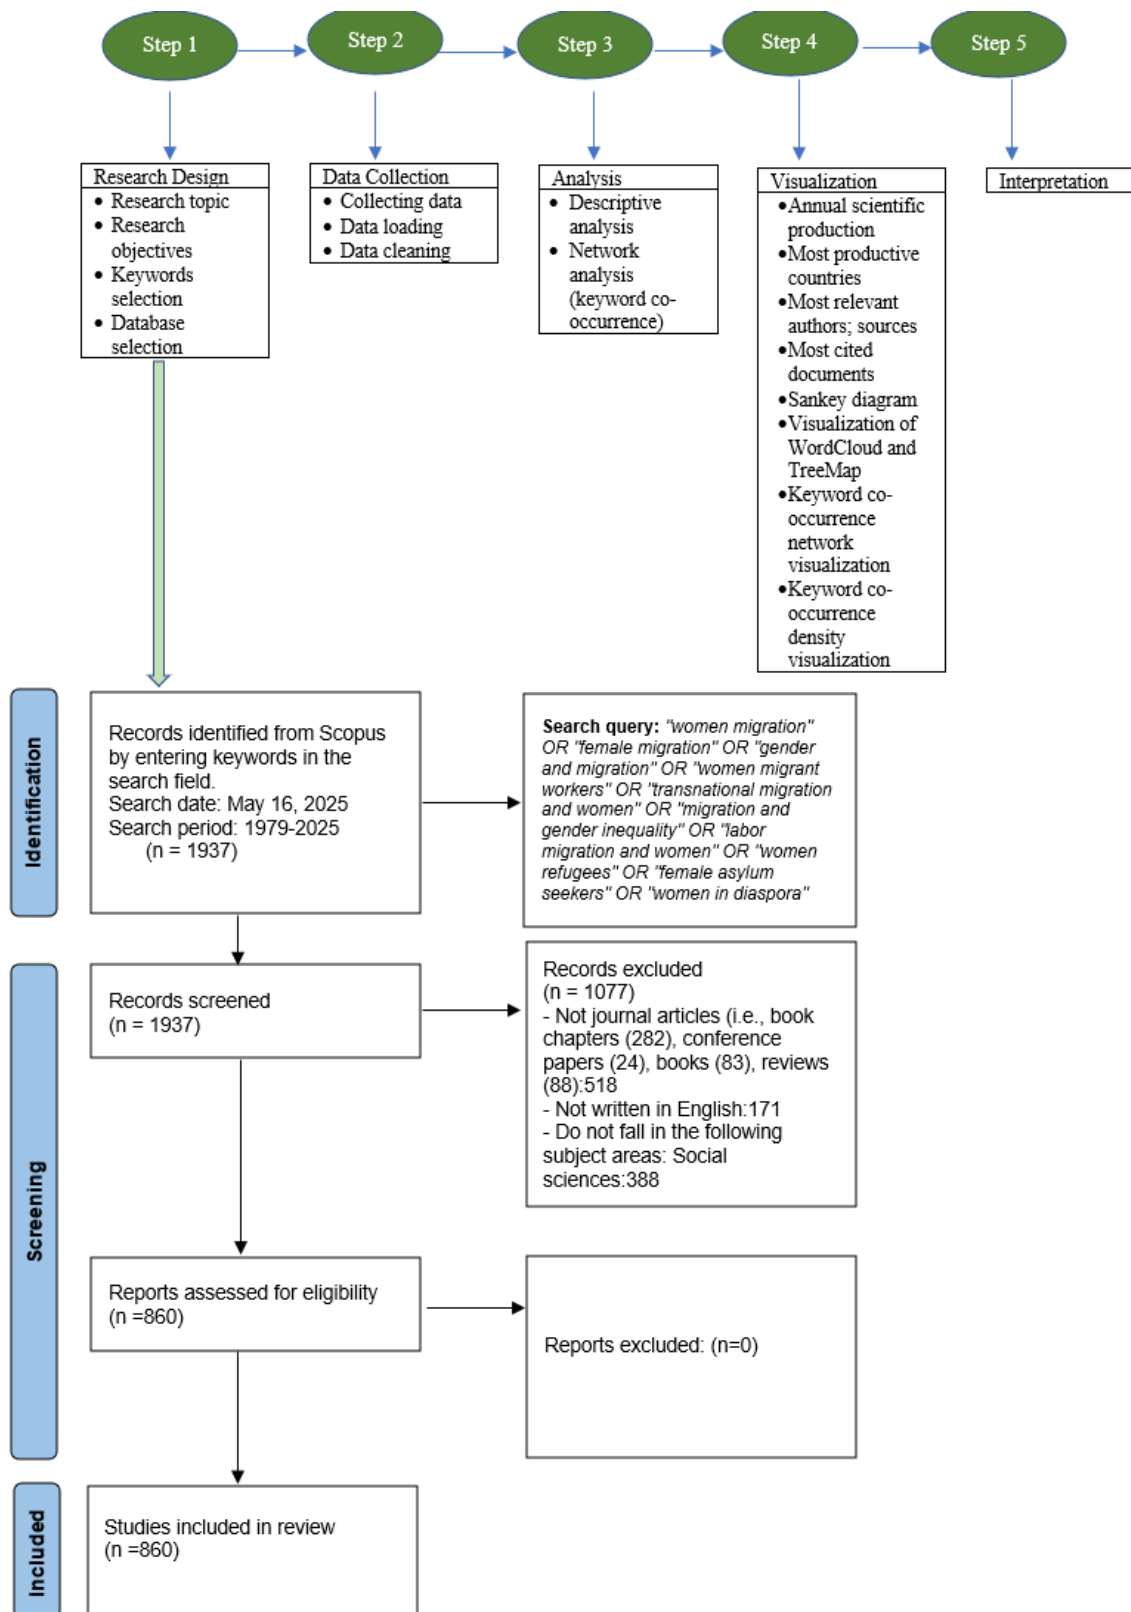 Step 1
Step 2
Step 3
Step 4
Step 5
Research Design
• Research topic
• Research
objectives
• Keywords
selection
• Database
selection
Data Collection
• Collecting data
• Data loading
• Data cleaning
Analysis
• Descriptive
analysis
• Network
analysis
(keyword co-
occurrence)
Visualization
•Annual scientific
production
•Most productive
countries
•Most relevant
authors; sources
•Most cited
documents
•Sankey diagram
•Visualization of
WordCloud and
TreeMap
•Keyword co-
occurrence
network
visualization
•Keyword co-
occurrence
density
visualization
Interpretation
Identification
Records identified from Scopus
by entering keywords in the
search field.
Search date: May 16, 2025
Search period: 1979-2025
(n = 1937)
Search query: "women migration"
OR "female migration" OR "gender
and migration" OR "women migrant
workers" OR "transnational migration
and women" OR "migration and
gender inequality" OR "labor
migration and women" OR "women
refugees" OR "female asylum
seekers" OR "women in diaspora"
Screening
Records screened
(n = 1937)
Records excluded
(n = 1077)
- Not journal articles (i.e., book
chapters (282), conference
papers (24), books (83), reviews
(88):518
- Not written in English:171
- Do not fall in the following
subject areas: Social
sciences:388
Reports assessed for eligibility
(n =860)
Reports excluded: (n=0)
Included
Studies included in review
(n =860)